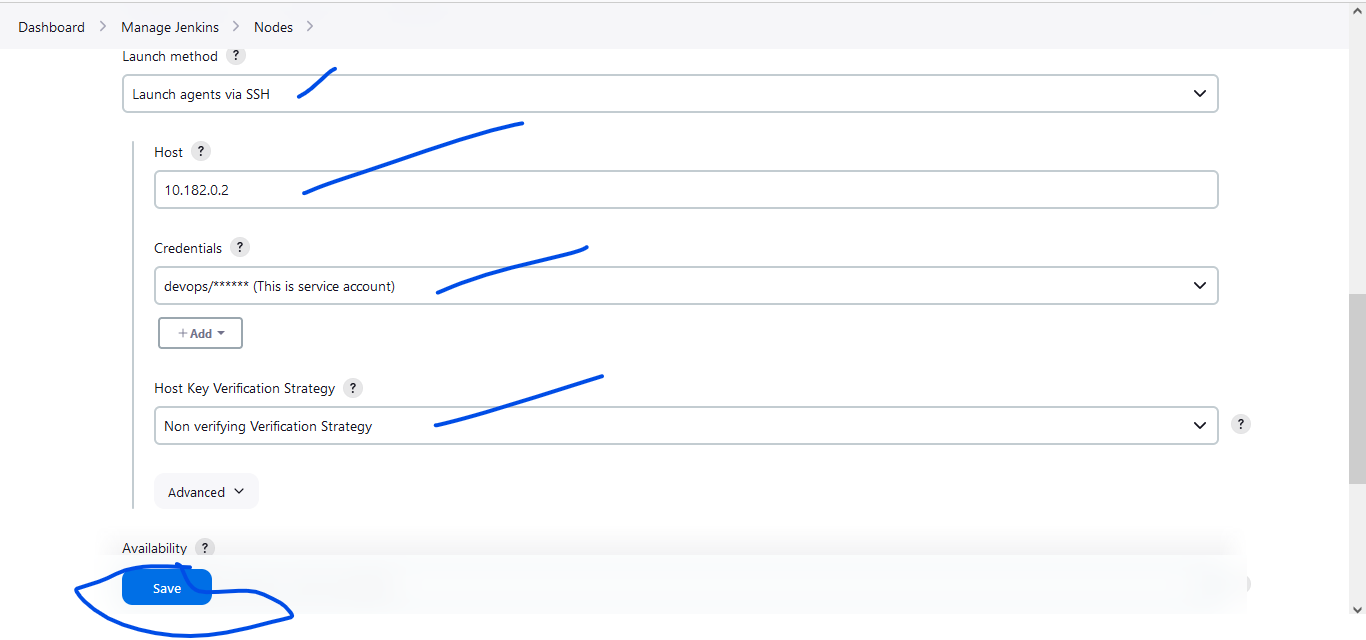 Dashboard > Manage Jenkins > Nodes >
Launch method ?
Launch agents via SSH
Host ?
10.182.0.2
Credentials ?
devops/****** (This is service account)
+ Add
Host Key Verification Strategy ?
Non verifying Verification Strategy
?
Advanced
Availability ?
Save